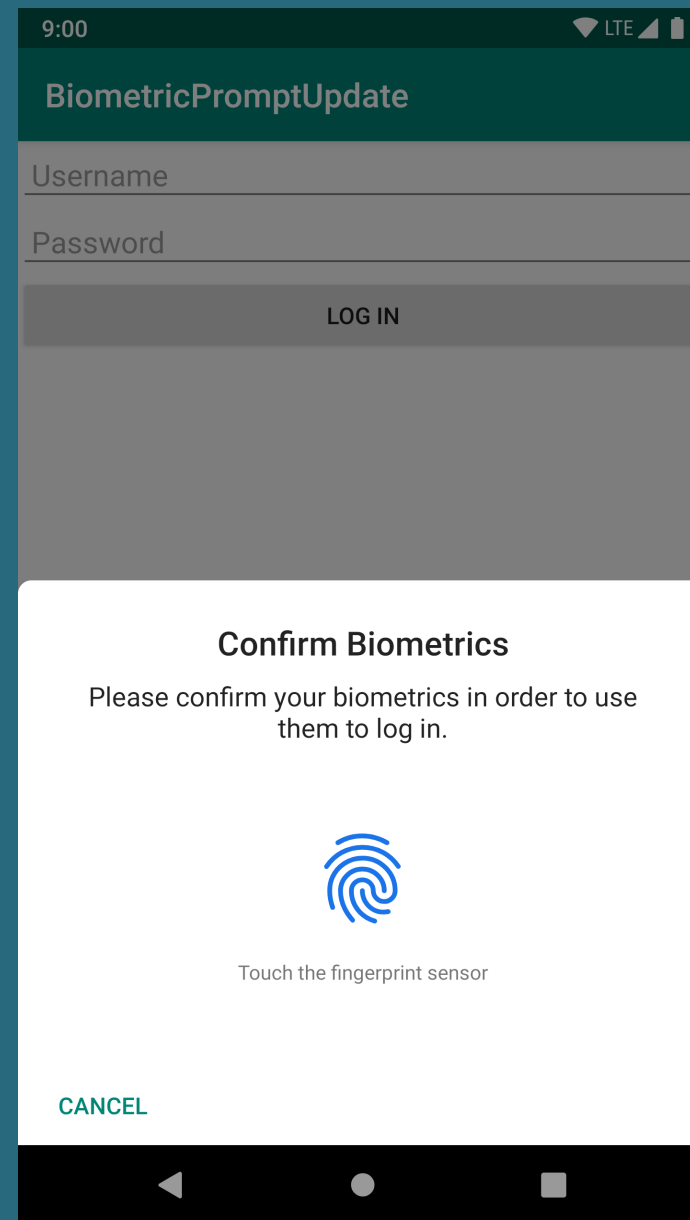 9:00 LTE
BiometricPromptUpdate
Username
Password
LOG IN
Confirm Biometrics
Please confirm your biometrics in order to use
them to log in.
Touch the fingerprint sensor
CANCEL